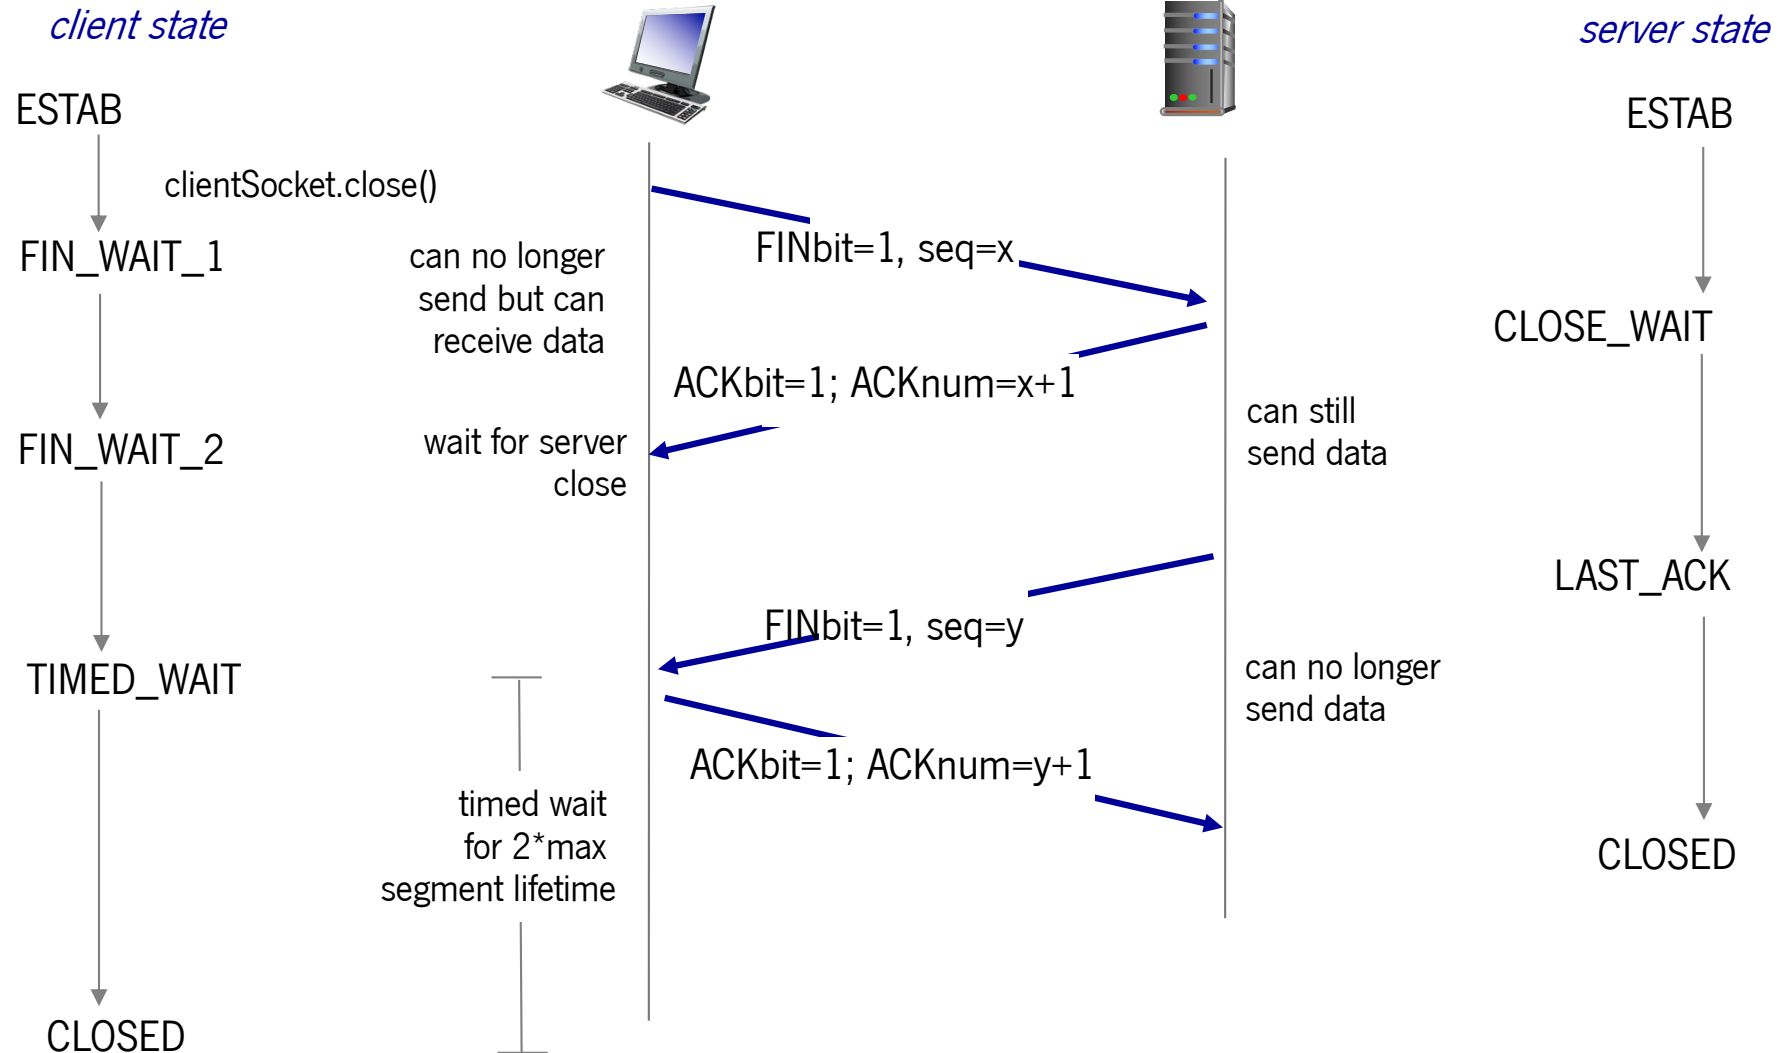 client state
server state
ESTAB
ESTAB
clientSocket.close()
FIN_WAIT_1
can no longer
send but can
receive data
FINbit=1, seq=x
CLOSE_WAIT
ACKbit=1; ACKnum=x+1
can still
send data
FIN_WAIT_2
wait for server
close
LAST_ACK
FINbit=1, seq=y
TIMED_WAIT
can no longer
send data
ACKbit=1; ACKnum=y+1
timed wait
for 2*max
segment lifetime
CLOSED
CLOSED